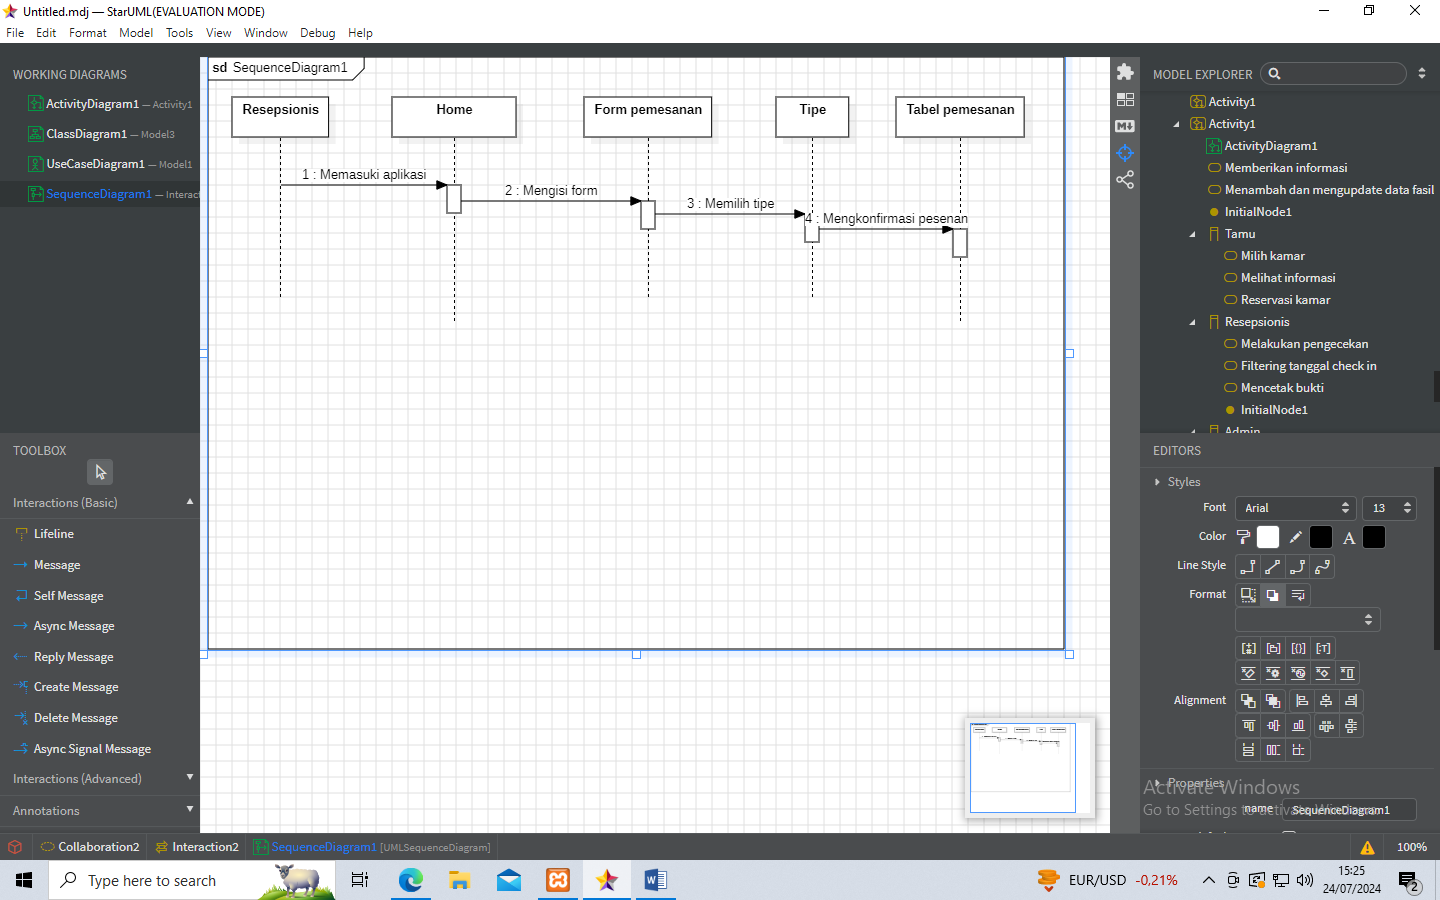 Untitled.mdj — StarUML(EVALUATION MODE)
File Edit Format Model Tools View Window Debug Help
WORKING DIAGRAMS
ActivityDiagram1 — Activity1
ClassDiagram1 — Model3
UseCaseDiagram1 — Model1
SequenceDiagram1 — Interact
TOOLBOX
Interactions (Basic)
Lifeline
Message
Self Message
Async Message
Reply Message
Create Message
Delete Message
Async Signal Message
Interactions (Advanced)
Annotations
sd SequenceDiagram1
Resepsionis
Home
Form pemesanan
Tipe
Tabel pemesanan
1 : Memasuki aplikasi
2 : Mengisi form
3 : Memilih tipe
4 : Mengkonfirmasi pesenan
MODEL EXPLORER
Activity1
Activity1
ActivityDiagram1
Memberikan informasi
Menambah dan mengupdate data fasil
InitialNode1
Tamu
Milih kamar
Melihat informasi
Reservasi kamar
Resepsionis
Melakukan pengecekan
Filtering tanggal check in
Mencetak bukti
InitialNode1
Admin
EDITORS
Styles
Font Arial 13
Color
Line Style
Format
Alignment
Properties
name SequenceDiagram1
Activate Windows
Go to Settings to activate Windows.
Collaboration2 Interaction2 SequenceDiagram1 [UMLSequenceDiagram] 100%
Type here to search
EUR/USD -0,21%
15:25
24/07/2024
2